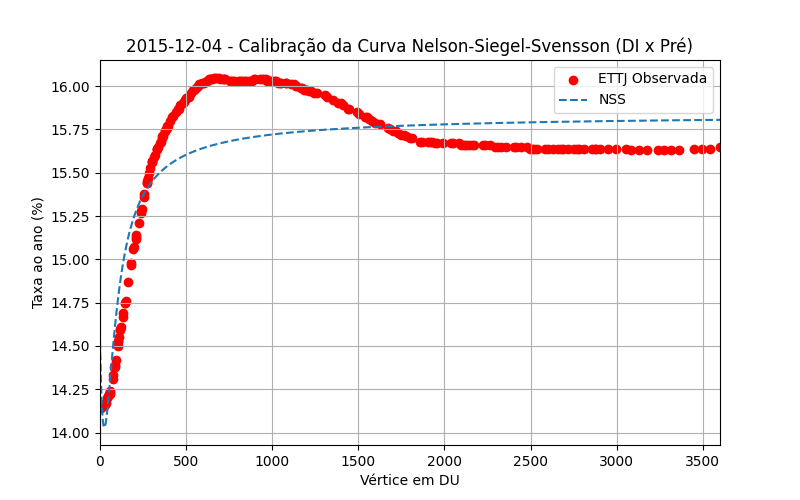 2015-12-04 - Calibração da Curva Nelson-Siegel-Svensson (DI x Pré)
ETTJ Observada
NSS
Taxa ao ano (%)
16.00
15.75
15.50
15.25
15.00
14.75
14.50
14.25
14.00
0 500 1000 1500 2000 2500 3000 3500
Vértice em DU